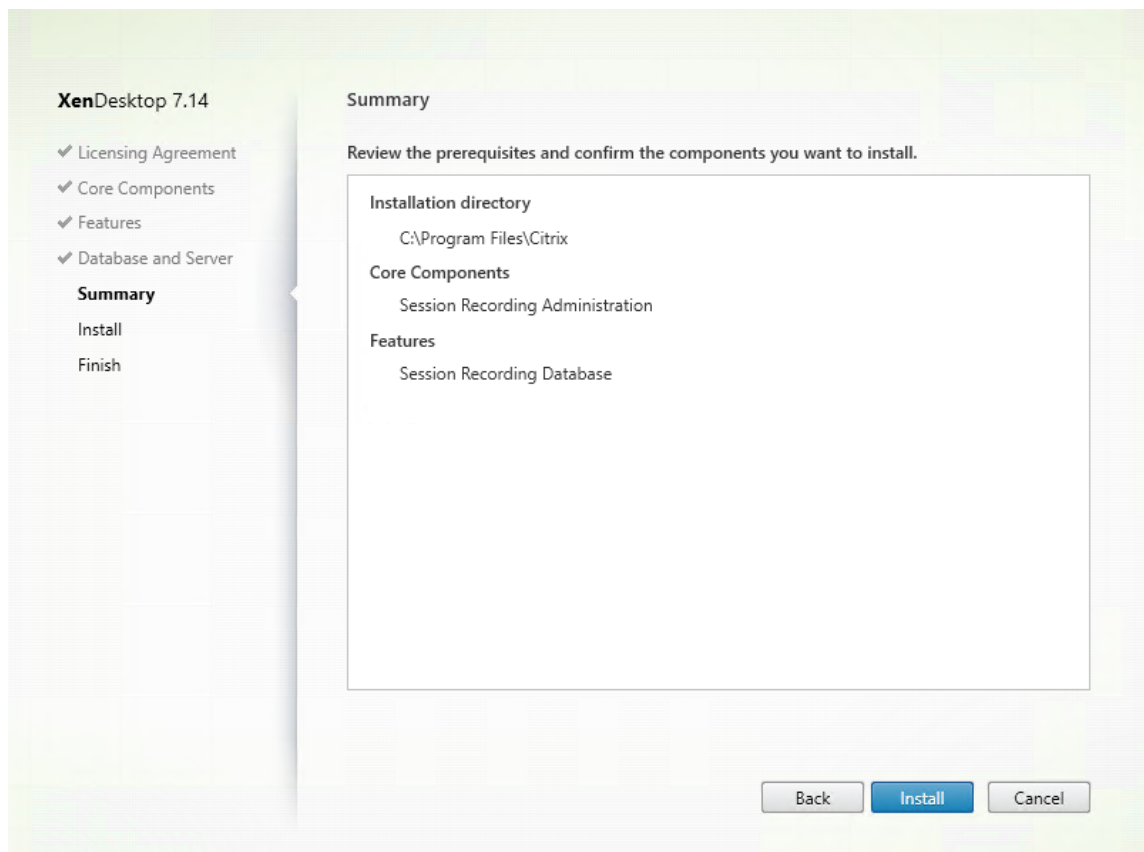 XenDesktop 7.14
Licensing Agreement
Core Components
Features
Database and Server
Summary
Install
Finish
Summary
Review the prerequisites and confirm the components you want to install.
Installation directory
C:\Program Files\Citrix
Core Components
Session Recording Administration
Features
Session Recording Database
Back
Install
Cancel